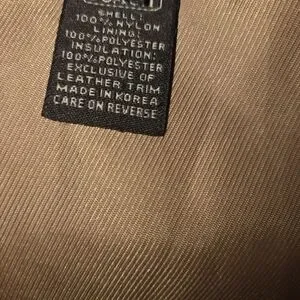 SHELL:
100% NYLON
LINING:
100% POLYESTER
INSULATION:
100% POLYESTER
EXCLUSIVE OF
LEATHER TRIM
MADE IN KOREA
CARE ON REVERSE